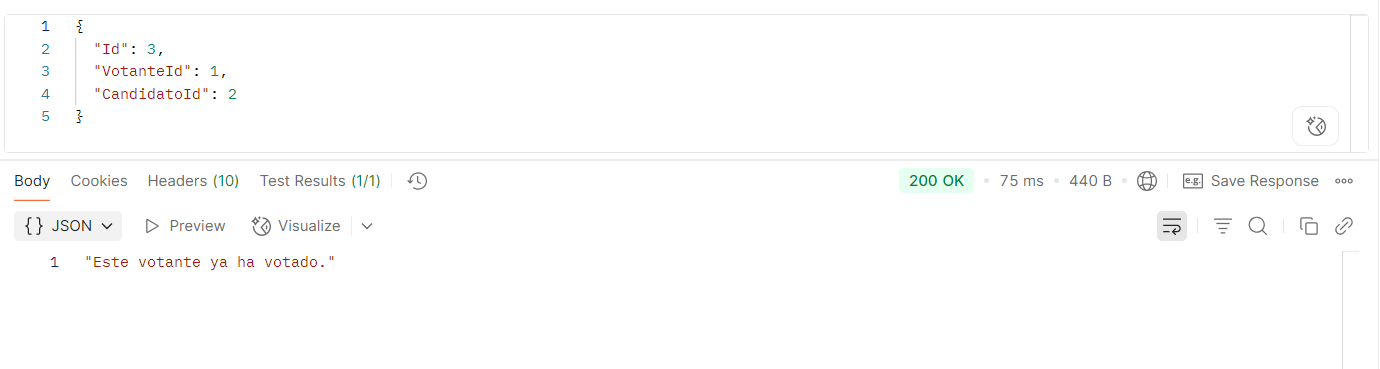 1 {
2 "Id": 3,
3 "VotanteId": 1,
4 "CandidatoId": 2
5 }
Body Cookies Headers (10) Test Results (1/1) 200 OK • 75 ms • 440 B • e.g. Save Response
{} JSON Preview Visualize
1 "Este votante ya ha votado."